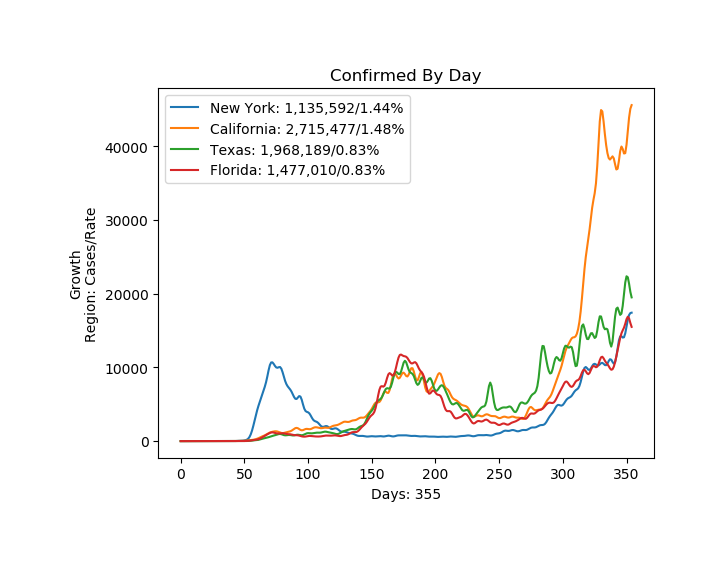 Confirmed By Day
New York: 1,135,592/1.44%
California: 2,715,477/1.48%
Texas: 1,968,189/0.83%
Florida: 1,477,010/0.83%
Growth
Region: Cases/Rate
40000
30000
20000
10000
0
0 50 100 150 200 250 300 350
Days: 355